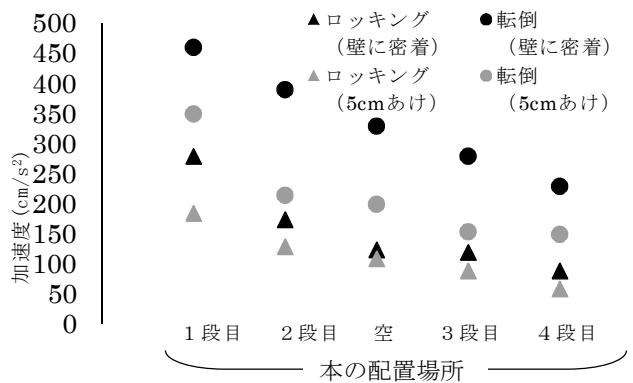 500
450
400
350
300
250
200
150
100
50
0
加速度(cm/s²)
▲ロッキング
(壁に密着)
●転倒
(壁に密着)
▲ロッキング
(5cmあけ)
●転倒
(5cmあけ)
1段目 2段目 空 3段目 4段目
本の配置場所